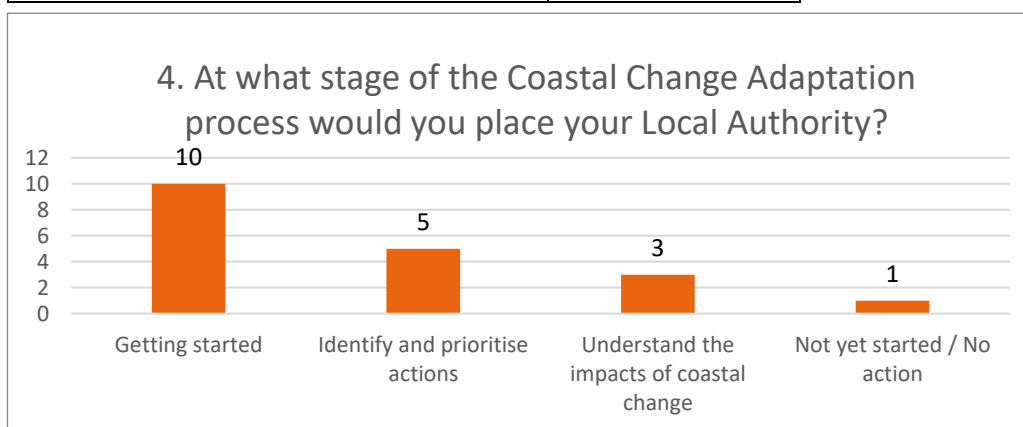 4. At what stage of the Coastal Change Adaptation
process would you place your Local Authority?
12
10
8
6
4
2
0
10
5
3
1
Getting started
Identify and prioritise
actions
Understand the
impacts of coastal
change
Not yet started / No
action